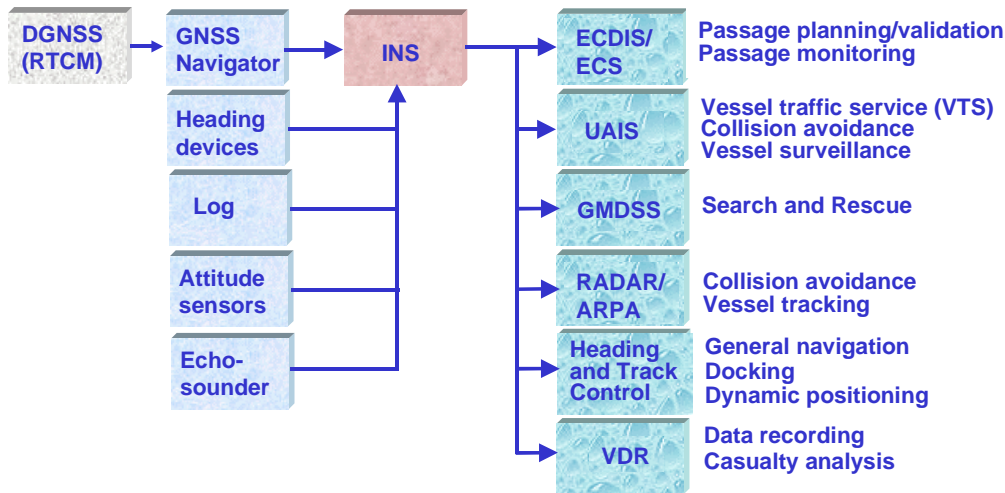 DGNSS
(RTCM)
GNSS
Navigator
INS
Heading
devices
Log
Attitude
sensors
Echo-
sounder
ECDIS/
ECS
Passage planning/validation
Passage monitoring
UAIS
Vessel traffic service (VTS)
Collision avoidance
Vessel surveillance
GMDSS
Search and Rescue
RADAR/
ARPA
Collision avoidance
Vessel tracking
Heading
and Track
Control
General navigation
Docking
Dynamic positioning
VDR
Data recording
Casualty analysis